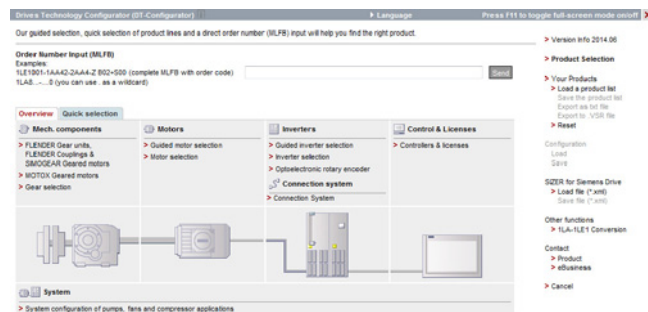 Drives Technology Configurator (DT-Configurator)
Language
Press F11 to toggle full-screen mode on/off
Our guided selection, quick selection of product lines and a direct order number (MLFB) input will help you find the right product.
Order Number Input (MLFB)
Examples:
1LE1001-1AA42-2AA4-Z B02+S00 (complete MLFB with order code)
1LA8...-...0 (you can use . as a wildcard)
Send
Overview
Quick selection
Mech. components
FLENDER Gear units,
FLENDER Couplings &
SIMOGEAR Geared motors
MOTOX Geared motors
Gear selection
Motors
Guided motor selection
Motor selection
Inverters
Guided inverter selection
Inverter selection
Optoelectronic rotary encoder
Connection system
Connection System
Control & Licenses
Controllers & licenses
System
System configuration of pumps, fans and compressor applications
Version info 2014.06
Product Selection
Your Products
Load a product list
Save the product list
Export as txt file
Export to .VSR file
Reset
Configuration
Load
Save
SIZER for Siemens Drive
Load file (*.xml)
Save file (*.xml)
Other functions
1LA-1LE1 Conversion
Contact
Product
eBusiness
Cancel